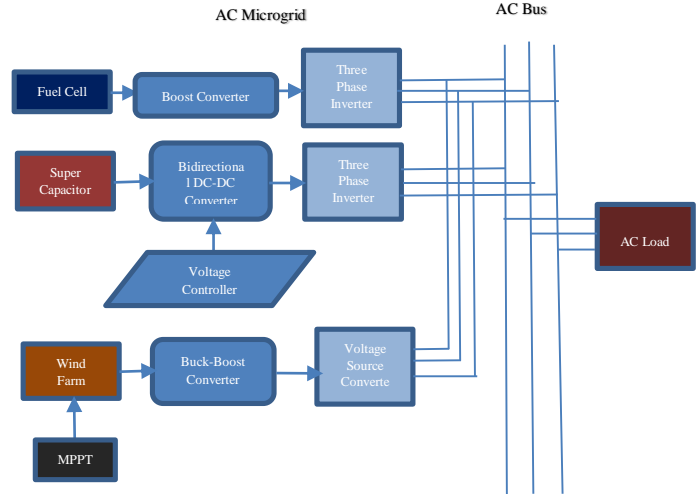 AC Microgrid
AC Bus
Fuel Cell
Boost Converter
Three
Phase
Inverter
Super
Capacitor
Bidirectiona
l DC-DC
Converter
Three
Phase
Inverter
AC Load
Voltage
Controller
Wind
Farm
Buck-Boost
Converter
Voltage
Source
Converte
MPPT